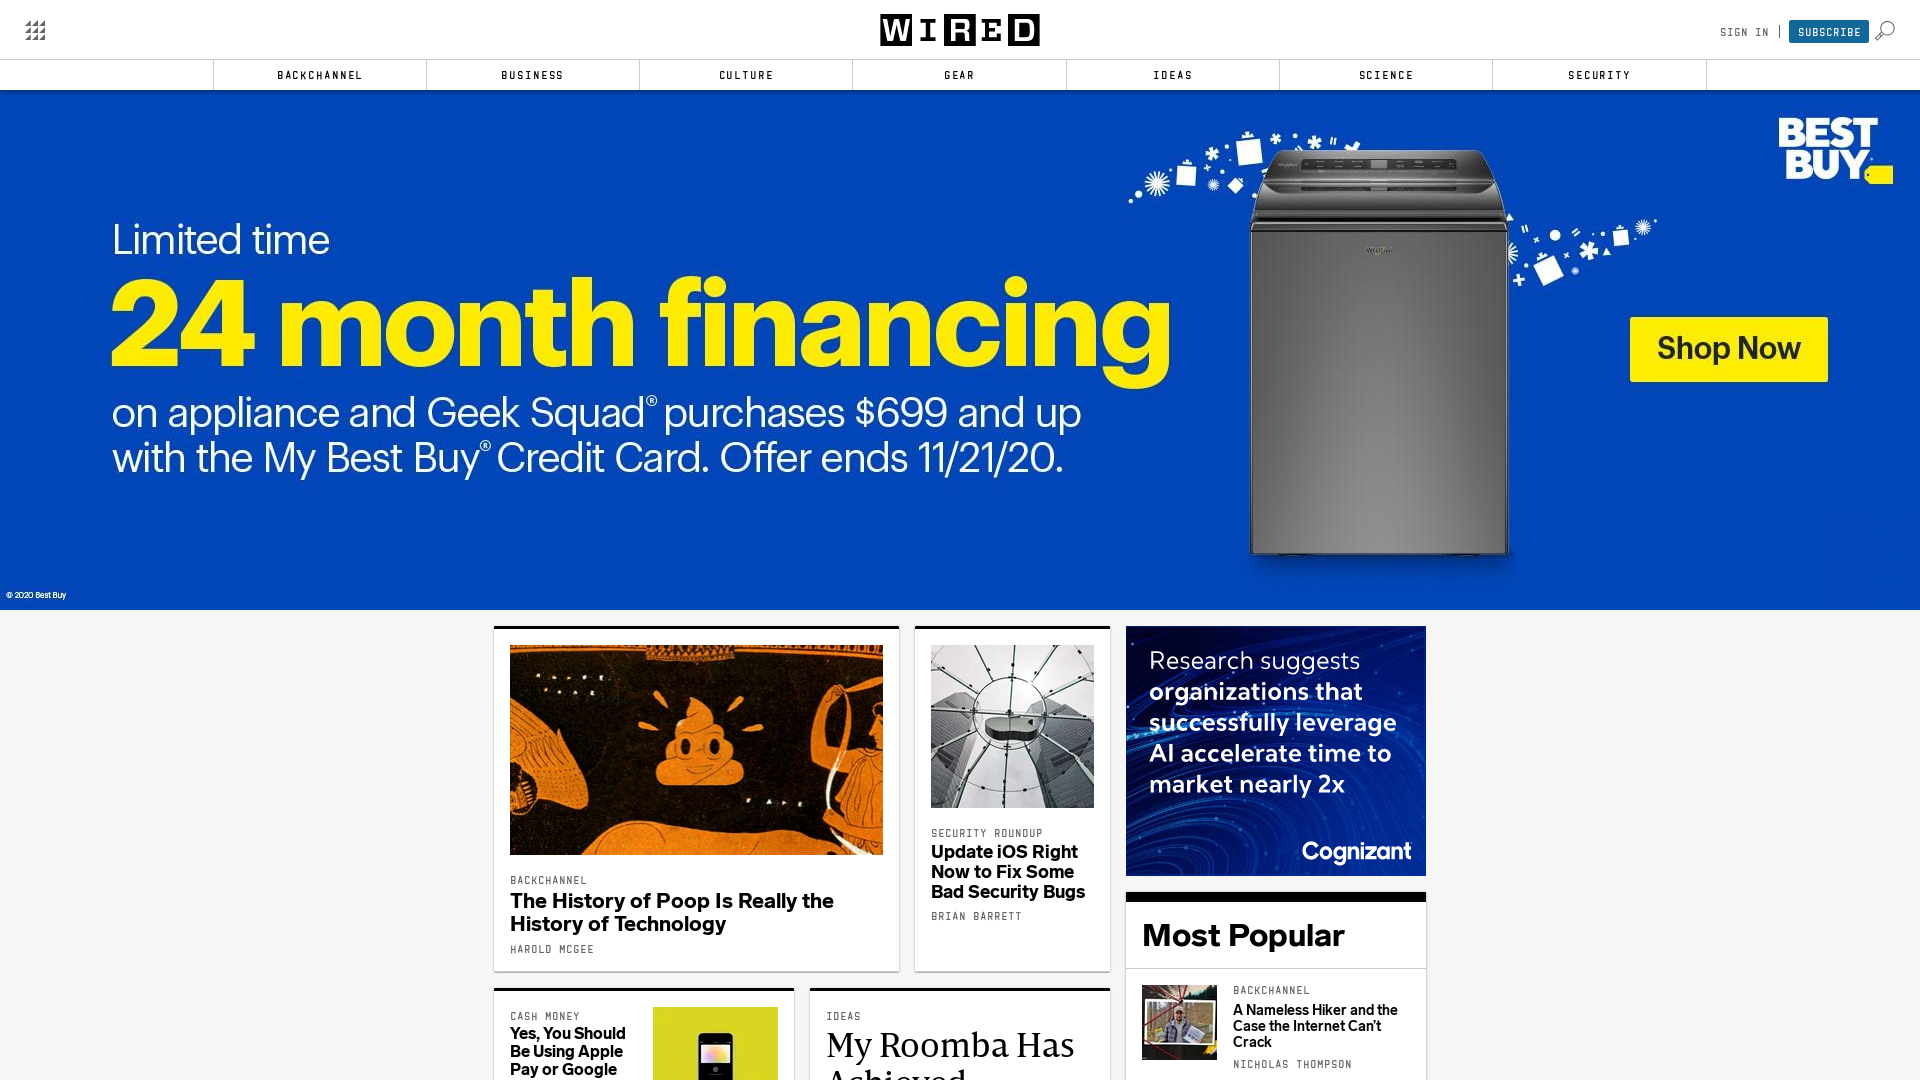 WIRED
SIGN IN
SUBSCRIBE
BACKCHANNEL
BUSINESS
CULTURE
GEAR
IDEAS
SCIENCE
SECURITY
BEST
BUY
Limited time
24 month financing
on appliance and Geek Squad® purchases $699 and up
with the My Best Buy® Credit Card. Offer ends 11/21/20.
Shop Now
© 2020 Best Buy
BACKCHANNEL
The History of Poop Is Really the
History of Technology
HAROLD MCGEE
SECURITY ROUNDUP
Update iOS Right
Now to Fix Some
Bad Security Bugs
BRIAN BARRETT
Research suggests
organizations that
successfully leverage
AI accelerate time to
market nearly 2x
Cognizant
Most Popular
BACKCHANNEL
A Nameless Hiker and the
Case the Internet Can’t
Crack
NICHOLAS THOMPSON
CASH MONEY
Yes, You Should
Be Using Apple
Pay or Google
IDEAS
My Roomba Has
Achieved